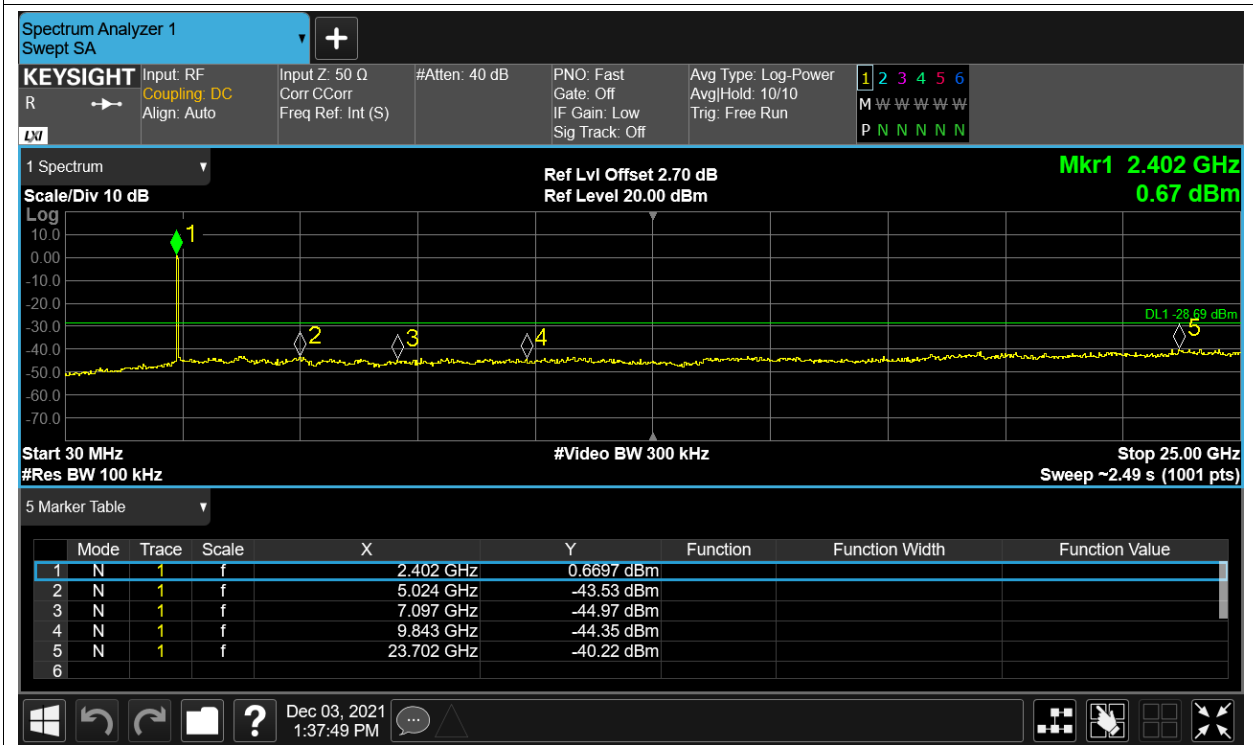 Spectrum Analyzer 1
Swept SA
KEYSIGHT Input: RF Input Z: 50 Ω #Atten: 40 dB PNO: Fast Avg Type: Log-Power 1 2 3 4 5 6
R Coupling: DC Corr CCorr Gate: Off Avg|Hold: 10/10 M W W W W W
Align: Auto Freq Ref: Int (S) IF Gain: Low Trig: Free Run
LXI Sig Track: Off P N N N N N
1 Spectrum Ref Lvl Offset 2.70 dB Mkr1 2.402 GHz
Scale/Div 10 dB Ref Level 20.00 dBm 0.67 dBm
Log
10.0 1
0.00
-10.0
-20.0
DL1 -28.69 dBm
-30.0 2 3 4 5
-40.0
-50.0
-60.0
-70.0
Start 30 MHz #Video BW 300 kHz Stop 25.00 GHz
#Res BW 100 kHz Sweep ~2.49 s (1001 pts)
5 Marker Table
Mode Trace Scale X Y Function Function Width Function Value
1 N 1 f 2.402 GHz 0.6697 dBm
2 N 1 f 5.024 GHz -43.53 dBm
3 N 1 f 7.097 GHz -44.97 dBm
4 N 1 f 9.843 GHz -44.35 dBm
5 N 1 f 23.702 GHz -40.22 dBm
6
? Dec 03, 2021
1:37:49 PM